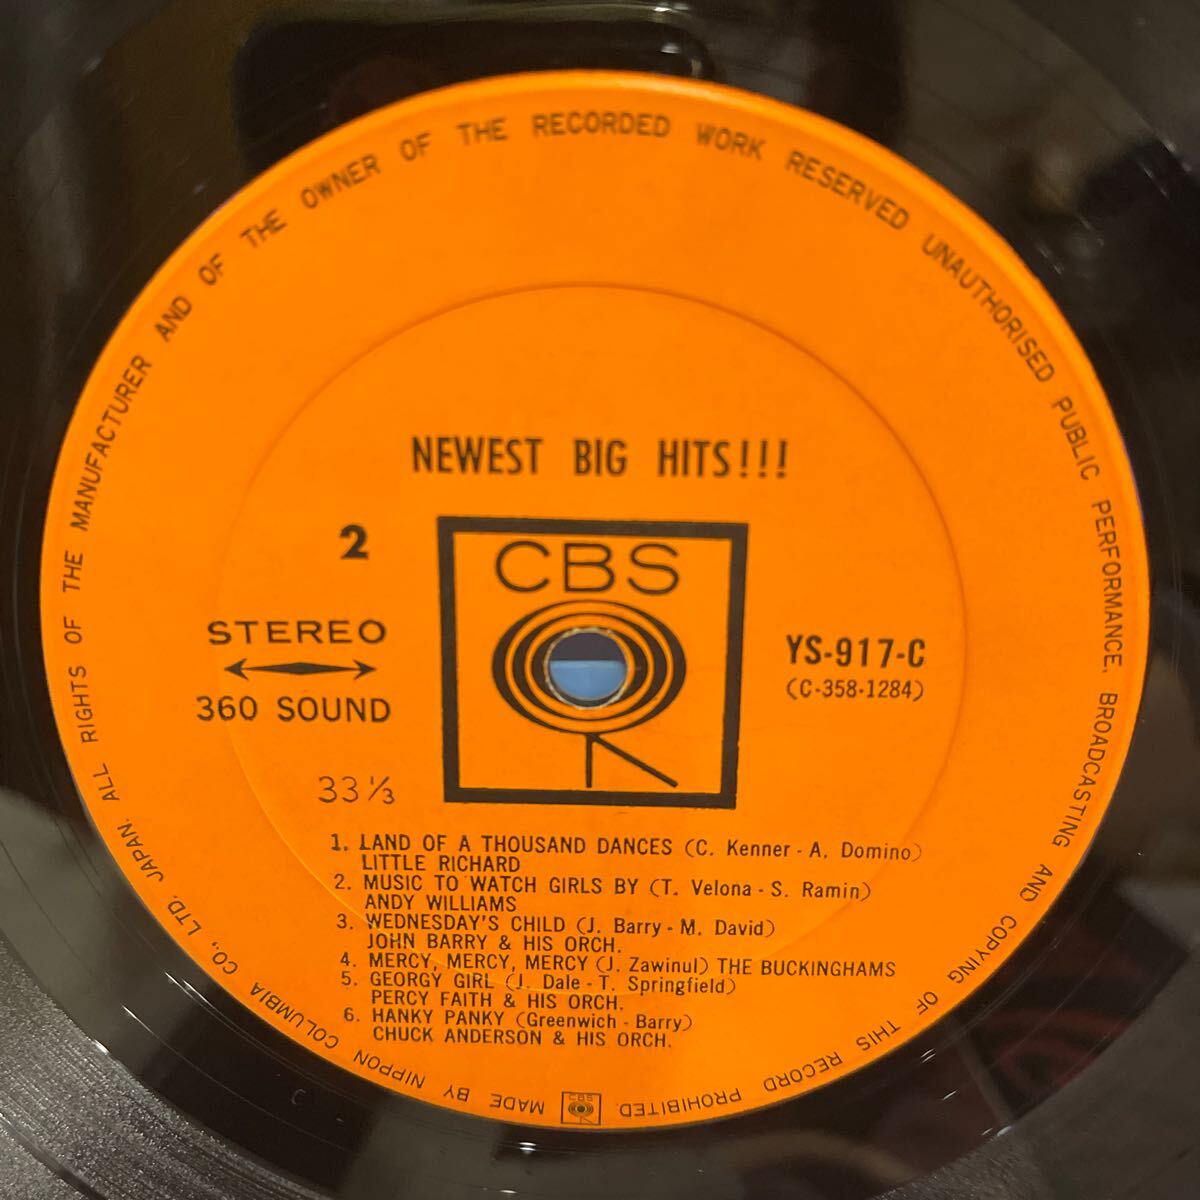 NEWEST BIG HITS!!!
2
CBS
STEREO
360 SOUND
33 ⅓
YS-917-C
(C-358-1284)
1. LAND OF A THOUSAND DANCES (C. Kenner - A. Domino)
LITTLE RICHARD
2. MUSIC TO WATCH GIRLS BY (T. Velona - S. Ramin)
ANDY WILLIAMS
3. WEDNESDAY'S CHILD (J. Barry - M. David)
JOHN BARRY & HIS ORCH.
4. MERCY, MERCY, MERCY (J. Zawinul) THE BUCKINGHAMS
5. GEORGY GIRL (J. Dale - T. Springfield)
PERCY FAITH & HIS ORCH.
6. HANKY PANKY (Greenwich - Barry)
CHUCK ANDERSON & HIS ORCH.
MADE BY NIPPON COLUMBIA CO., LTD. JAPAN. ALL RIGHTS OF THE MANUFACTURER AND OF THE OWNER OF THE RECORDED WORK RESERVED UNAUTHORISED PUBLIC PERFORMANCE, BROADCASTING AND COPYING OF THIS RECORD PROHIBITED.
CBS